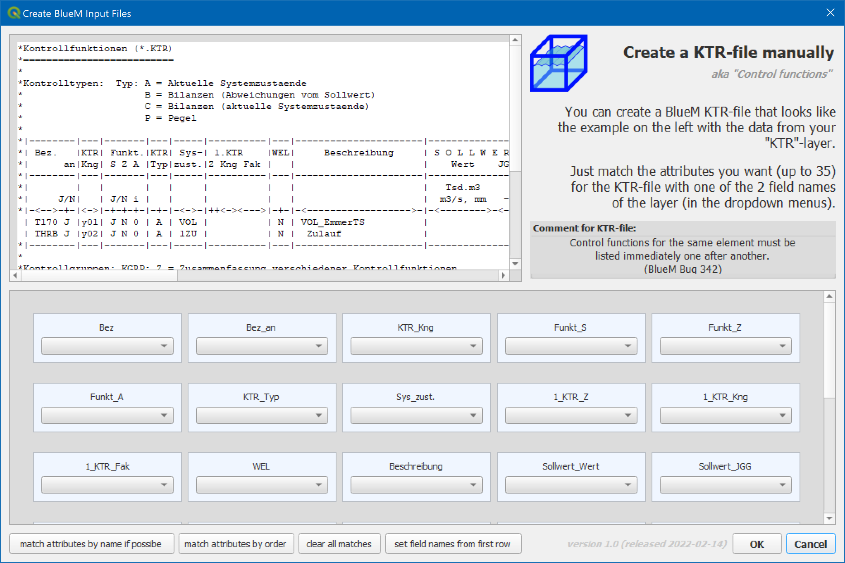 Create BlueM Input Files
*Kontrollfunktionen (*.KTR)
*==========================
*
*Kontrolltypen:  Typ: A = Aktuelle Systemzustaende
*                     B = Bilanzen (Abweichungen vom Sollwert)
*                     C = Bilanzen (aktuelle Systemzustaende)
*                     P = Pegel
*
*|--------|---|-------|---|-----|----------|---|----------------------|--------------
*| Bez.   |KTR| Funkt.|KTR| Sys-| 1.KTR    |WEL|     Beschreibung     | S O L L W E R
*|      an|Kng| S Z A |Typ|zust.|Z Kng Fak |   |                      |    Wert    JG
*|--------|---|-------|---|-----|----------|---|----------------------|--------------
*|        |   |       |   |     |          |   |                      |   Tsd.m3
*|     J/N|   | J/N i |   |     |          |   |                      |  m3/s, mm  -
*|-<-->-+-|<->|-+-+-+-|-+-|-<->-|++<-><--->|-+-|-<------------------>-|-<-------->-<
| T170 J |y01| J N 0 | A | VOL |          | N | VOL_EmmerTS          |
| THRB J |y02| J N 0 | A | 1ZU |          | N |  Zulauf              |
*|--------|---|-------|---|-----|----------|---|----------------------|--------------
*
*Kontrollgruppen: KGRP: Z = Zusammenfassung verschiedener Kontrollfunktionen
Create a KTR-file manually
aka "Control functions"
You can create a BlueM KTR-file that looks like
the example on the left with the data from your
"KTR"-layer.
Just match the attributes you want (up to 35)
for the KTR-file with one of the 2 field names
of the layer (in the dropdown menus).
Comment for KTR-file:
Control functions for the same element must be
listed immediately one after another.
(BlueM Bug 342)
Bez
Bez_an
KTR_Kng
Funkt_S
Funkt_Z
Funkt_A
KTR_Typ
Sys_zust.
1_KTR_Z
1_KTR_Kng
1_KTR_Fak
WEL
Beschreibung
Sollwert_Wert
Sollwert_JGG
match attributes by name if possibe
match attributes by order
clear all matches
set field names from first row
version 1.0 (released 2022-02-14)
OK
Cancel